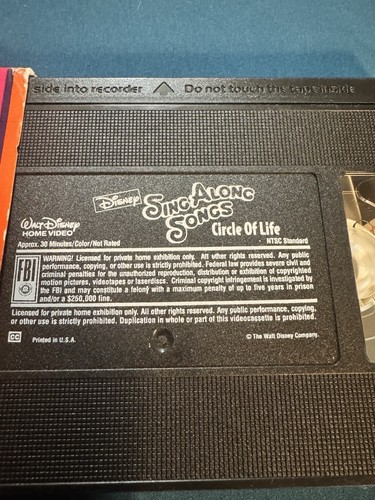 side into recorder Do not touch the tape inside
Disney
SING ALONG
SONGS
WALT DISNEY
HOME VIDEO
Circle Of Life
Approx. 30 Minutes/Color/Not Rated
NTSC Standard
FBI
WARNING! Licensed for private home exhibition only. All other rights reserved. Any public
performance, copying, or other use is strictly prohibited. Federal law provides severe civil and
criminal penalties for the unauthorized reproduction, distribution or exhibition of copyrighted
motion pictures, videotapes or laserdiscs. Criminal copyright infringement is investigated by
the FBI and may constitute a felony with a maximum penalty of up to five years in prison
and/or a $250,000 fine.
Licensed for private home exhibition only. All other rights reserved. Any public performance, copying,
or other use is strictly prohibited. Duplication in whole or part of this videocassette is prohibited.
CC Printed in U.S.A. © The Walt Disney Company.